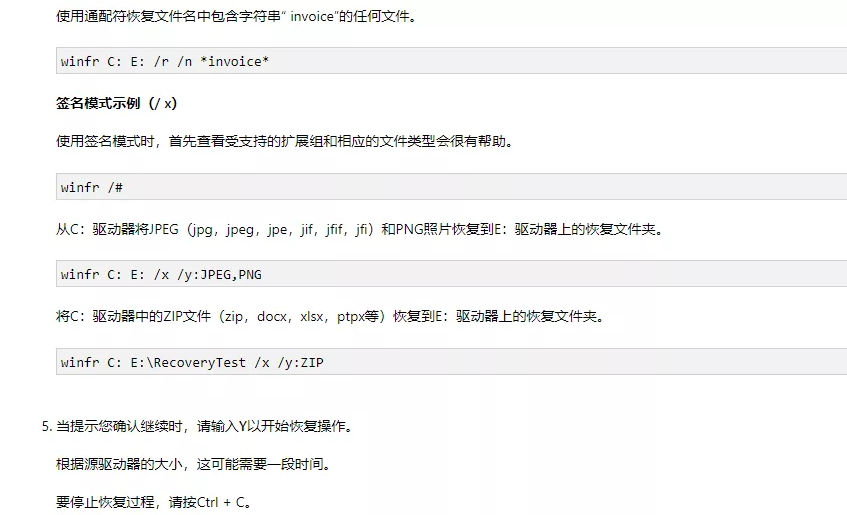 使用通配符恢复文件名中包含字符串“ invoice”的任何文件。
winfr C: E: /r /n *invoice*
签名模式示例（/ x）
使用签名模式时，首先查看受支持的扩展组和相应的文件类型会很有帮助。
winfr /#
从C：驱动器将JPEG（jpg，jpeg，jpe，jif，jfif，jfi）和PNG照片恢复到E：驱动器上的恢复文件夹。
winfr C: E: /x /y:JPEG,PNG
将C：驱动器中的ZIP文件（zip，docx，xlsx，ptpx等）恢复到E：驱动器上的恢复文件夹。
winfr C: E:\RecoveryTest /x /y:ZIP
5. 当提示您确认继续时，请输入Y以开始恢复操作。
根据源驱动器的大小，这可能需要一段时间。
要停止恢复过程，请按Ctrl + C。